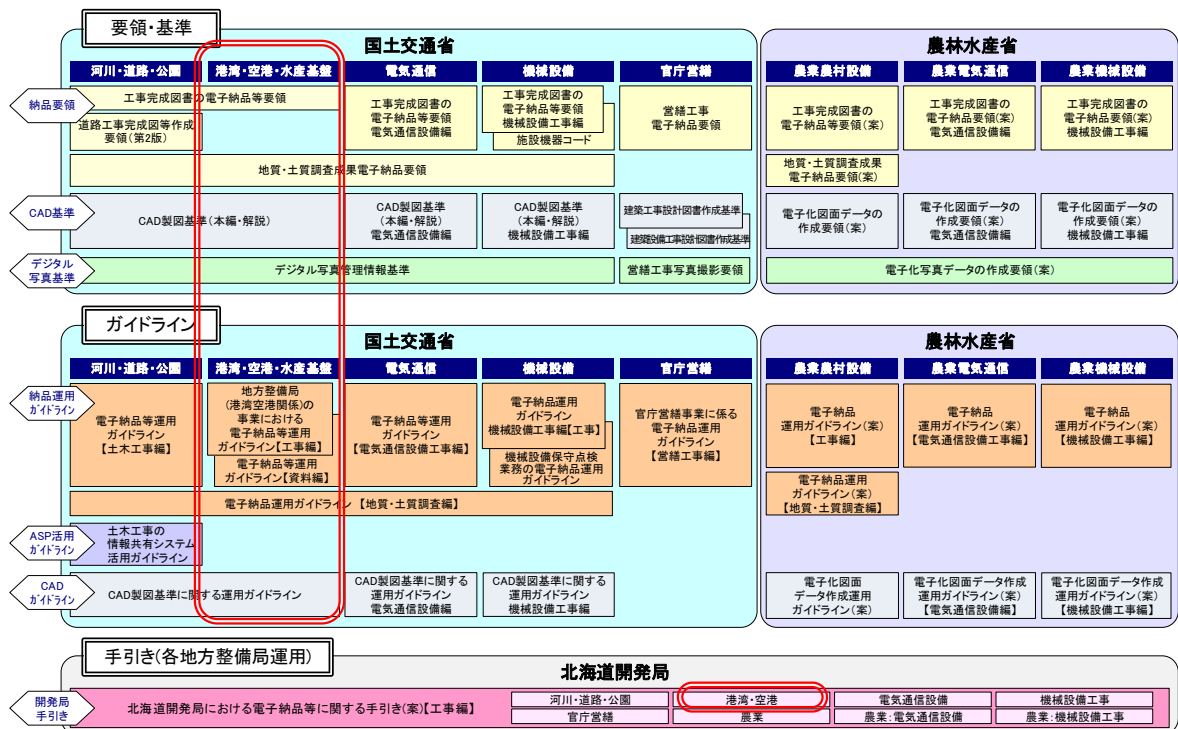 要領・基準
国土交通省
河川・道路・公園
港湾・空港・水産基盤
電気通信
機械設備
官庁営繕
納品要領
工事完成図書の電子納品等要領
道路工事完成図等作成
要領(第2版)
工事完成図書の
電子納品等要領
電気通信設備編
工事完成図書の
電子納品等要領
機械設備工事編
施設機器コード
営繕工事
電子納品要領
地質・土質調査成果電子納品要領
CAD基準
CAD製図基準(本編・解説)
CAD製図基準
(本編・解説)
電気通信設備編
CAD製図基準
(本編・解説)
機械設備工事編
建築工事設計図書作成基準
建築設備工事設計図書作成基準
デジタル
写真基準
デジタル写真管理情報基準
営繕工事写真撮影要領
農林水産省
農業農村設備
農業電気通信
農業機械設備
工事完成図書の
電子納品等要領(案)
工事完成図書の
電子納品要領(案)
電気通信設備編
工事完成図書の
電子納品要領(案)
機械設備工事編
地質・土質調査成果
電子納品要領(案)
電子化図面データの
作成要領(案)
電子化図面データの
作成要領(案)
電気通信設備編
電子化図面データの
作成要領(案)
機械設備工事編
電子化写真データの作成要領(案)
ガイドライン
国土交通省
河川・道路・公園
港湾・空港・水産基盤
電気通信
機械設備
官庁営繕
納品運用
ガイドライン
電子納品等運用
ガイドライン
【土木工事編】
地方整備局
(港湾空港関係)の
事業における
電子納品等運用
ガイドライン【工事編】
電子納品等運用
ガイドライン【資料編】
電子納品等運用
ガイドライン
【電気通信設備工事編】
電子納品運用
ガイドライン
機械設備工事編【工事】
機械設備保守点検
業務の電子納品運用
ガイドライン
官庁営繕事業に係る
電子納品運用
ガイドライン
【営繕工事編】
電子納品運用ガイドライン 【地質・土質調査編】
ASP活用
ガイドライン
土木工事の
情報共有システム
活用ガイドライン
CAD
ガイドライン
CAD製図基準に関する運用ガイドライン
CAD製図基準に関する
運用ガイドライン
電気通信設備編
CAD製図基準に関する
運用ガイドライン
機械設備工事編
農林水産省
農業農村設備
農業電気通信
農業機械設備
電子納品
運用ガイドライン(案)
【工事編】
電子納品
運用ガイドライン(案)
【電気通信設備工事編】
電子納品
運用ガイドライン(案)
【機械設備工事編】
電子納品運用
ガイドライン(案)
【地質・土質調査編】
電子化図面
データ作成運用
ガイドライン(案)
電子化図面データ作成
運用ガイドライン(案)
【電気通信設備編】
電子化図面データ作成
運用ガイドライン(案)
【機械設備工事編】
手引き(各地方整備局運用)
北海道開発局
開発局
手引き
北海道開発局における電子納品等に関する手引き(案)【工事編】
河川・道路・公園
港湾・空港
電気通信設備
機械設備工事
官庁営繕
農業
農業:電気通信設備
農業:機械設備工事